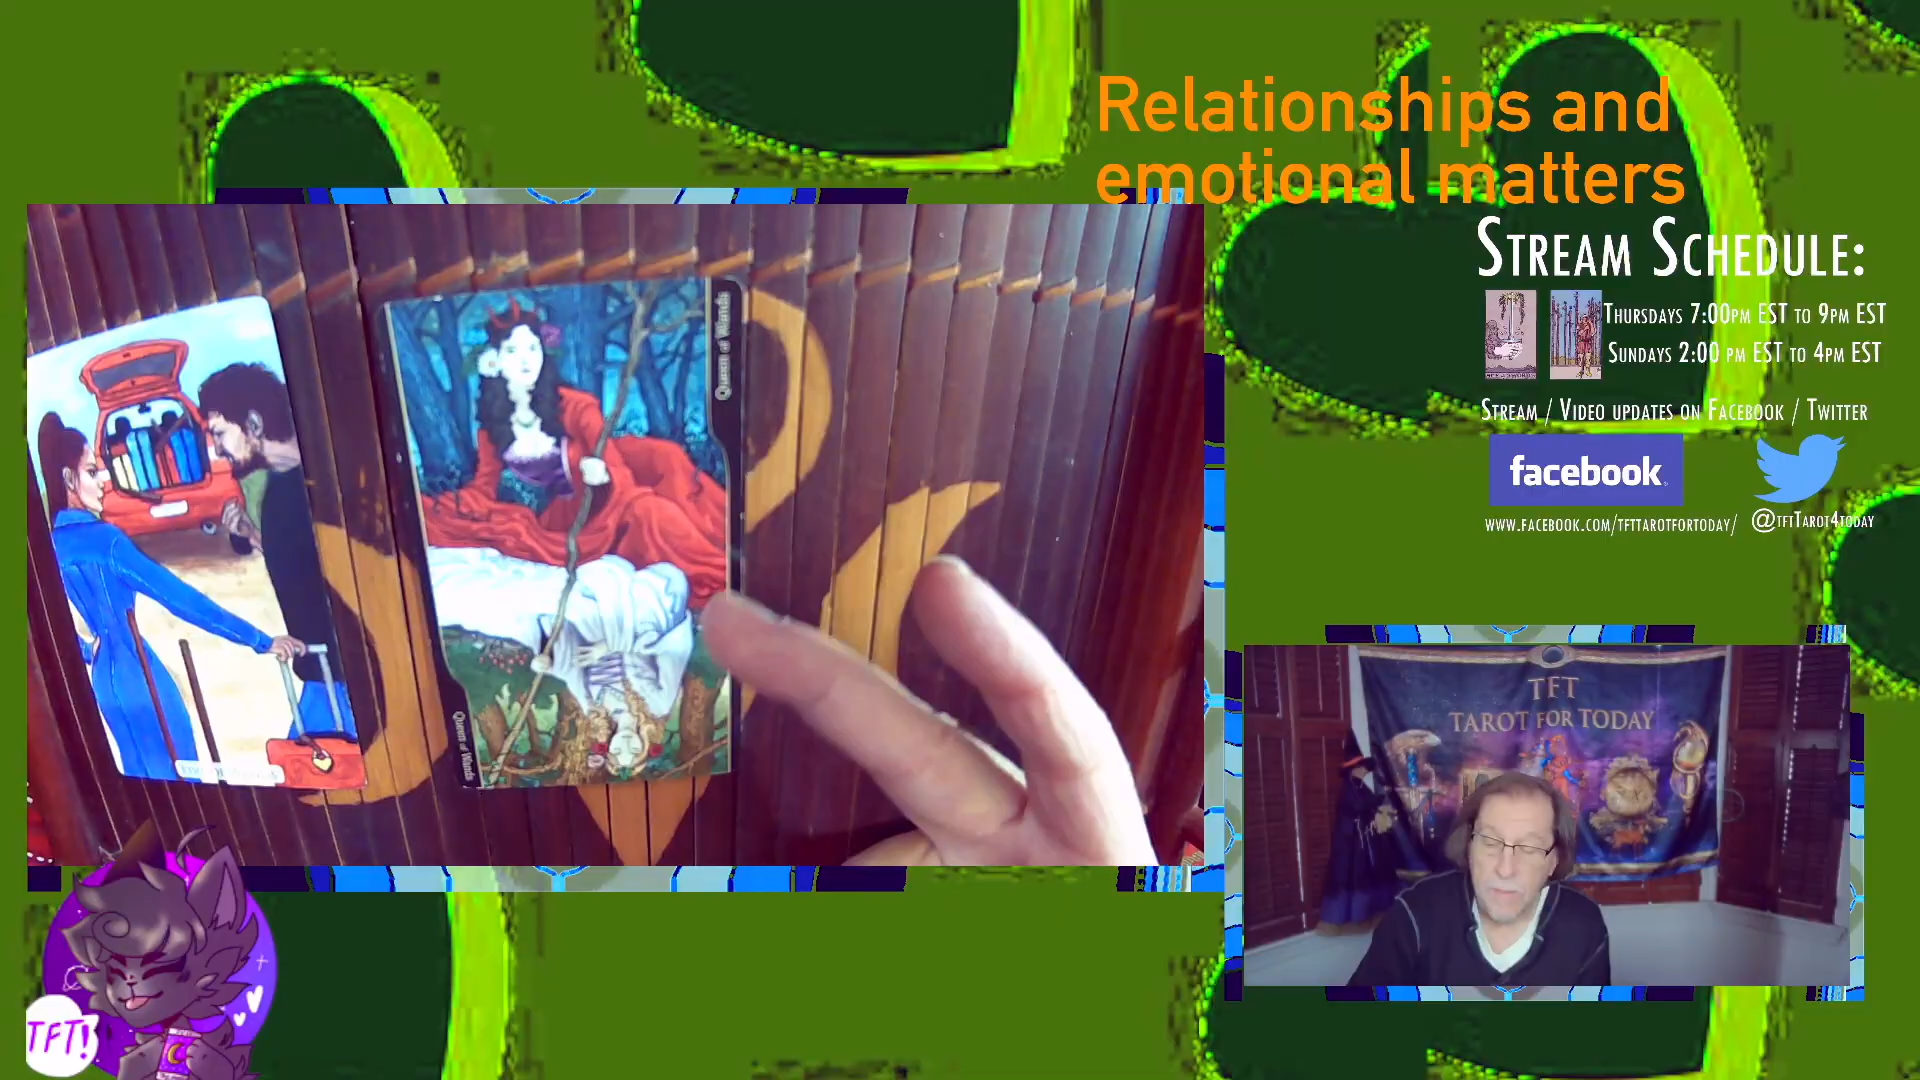 Relationships and
emotional matters
Stream Schedule:
Thursdays 7:00pm EST to 9pm EST
Sundays 2:00 pm EST to 4pm EST
Stream / Video updates on Facebook / Twitter
facebook
www.facebook.com/tfttarotfortoday/
@tftTarot4today
Queen of Wands
Queen of Wands
TFT
TAROT FOR TODAY
TFT!